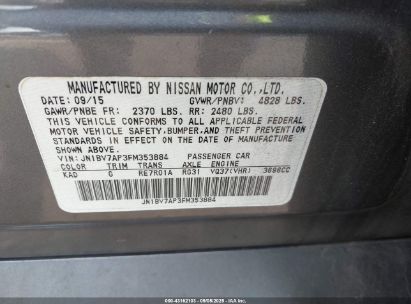 MANUFACTURED BY NISSAN MOTOR CO.,LTD.
DATE: 09/15 GVWR/PNBV: 4828 LBS.
GAWR/PNBE FR: 2370 LBS. RR: 2480 LBS.
THIS VEHICLE CONFORMS TO ALL APPLICABLE FEDERAL
MOTOR VEHICLE SAFETY, BUMPER, AND THEFT PREVENTION
STANDARDS IN EFFECT ON THE DATE OF MANUFACTURE
SHOWN ABOVE.
VIN: JN1BV7AP3FM353884 PASSENGER CAR
COLOR TRIM TRANS AXLE ENGINE
KAD G RE7R01A RG31 VQ37(VHR) 3696CC
JN1BV7AP3FM353884